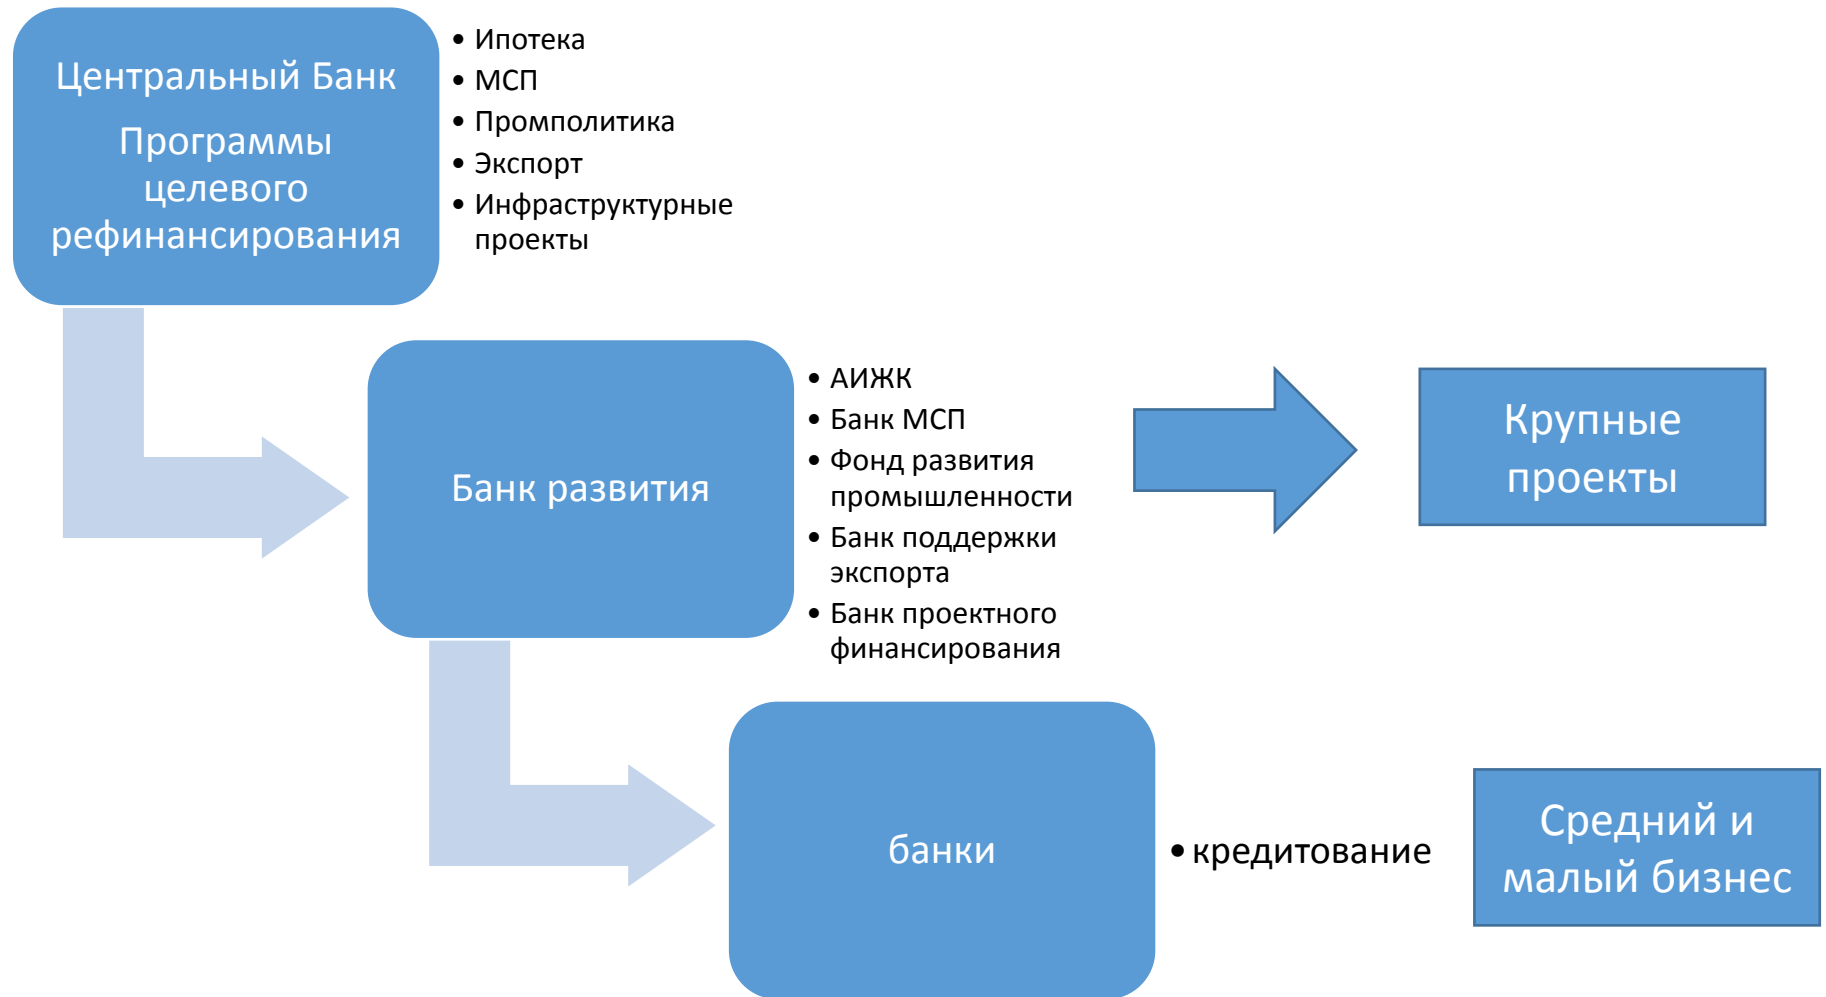 Центральный Банк
Программы
целевого
рефинансирования
• Ипотека
• МСП
• Промполитика
• Экспорт
• Инфраструктурные
проекты
Банк развития
• АИЖК
• Банк МСП
• Фонд развития
промышленности
• Банк поддержки
экспорта
• Банк проектного
финансирования
Крупные
проекты
банки
• кредитование
Средний и
малый бизнес